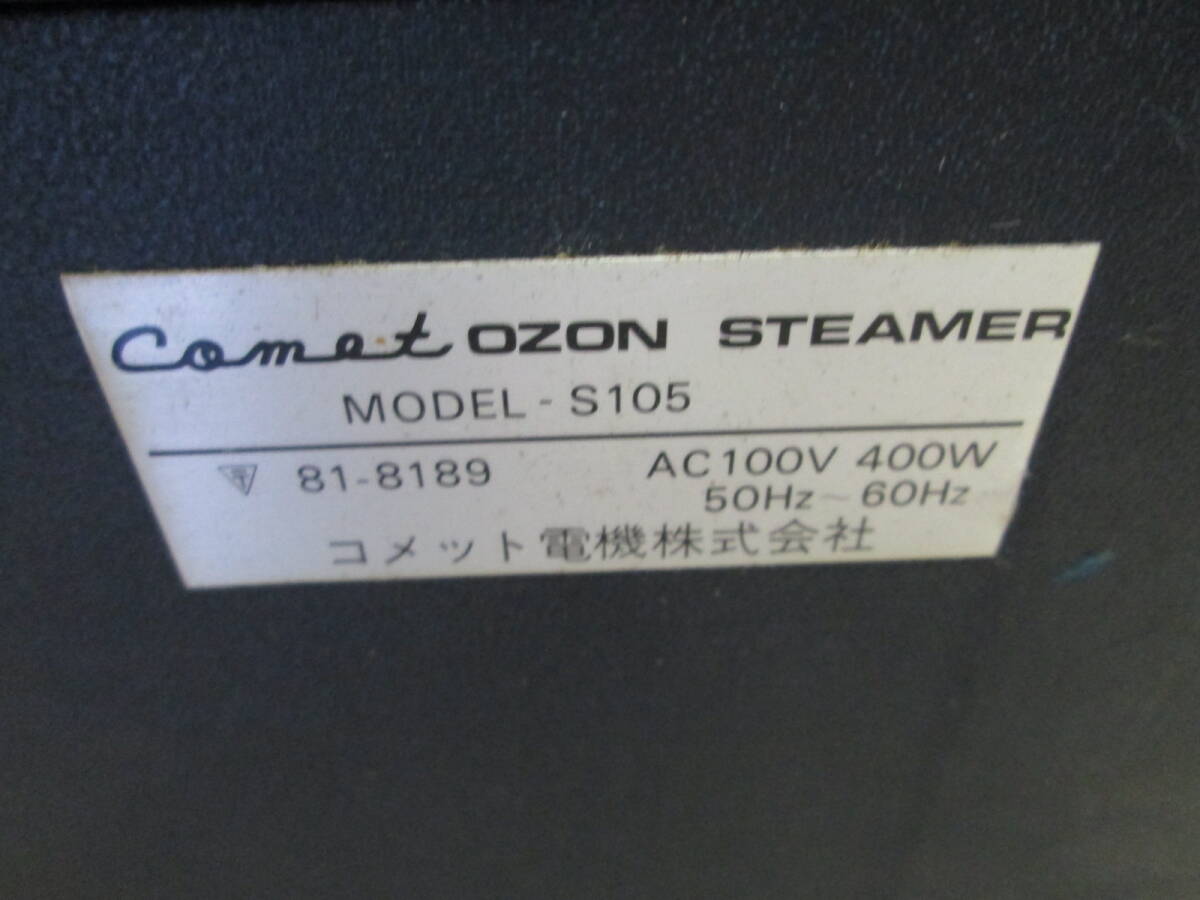 Comet OZON STEAMER
MODEL - S105
81-8189 AC100V 400W
50Hz~60Hz
コメット電機株式会社